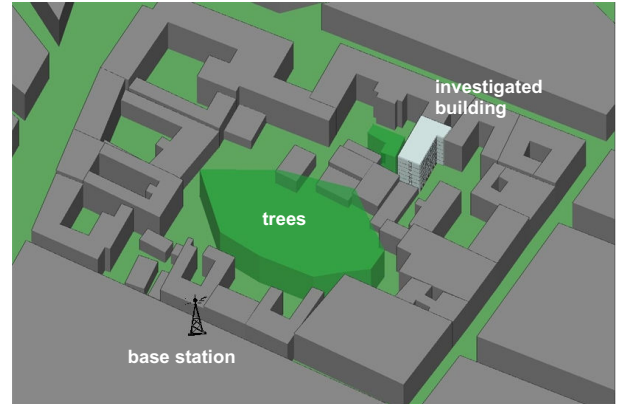 investigated
building
trees
base station